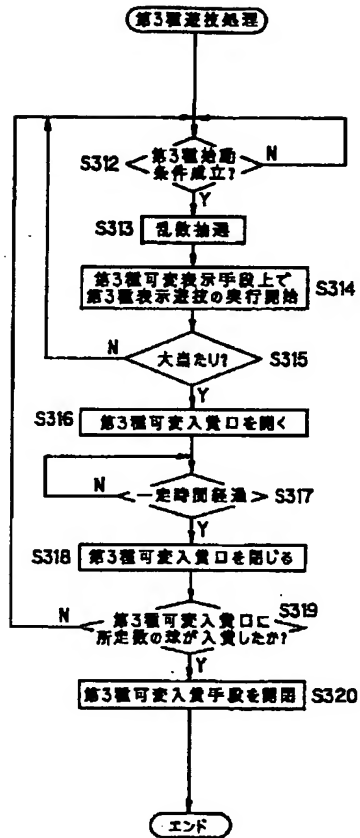 第3種遊技処理
S312
第3種始動
条件成立?
N
Y
S313
乱数抽選
第3種可変表示手段上で
第3種表示遊技の実行開始
S314
N
大当たり?
S315
Y
S316
第3種可変入賞口を開く
N
一定時間経過
S317
Y
S318
第3種可変入賞口を閉じる
N
第3種可変入賞口に
所定数の球が入賞したか?
S319
Y
第3種可変入賞手段を開閉
S320
エンド